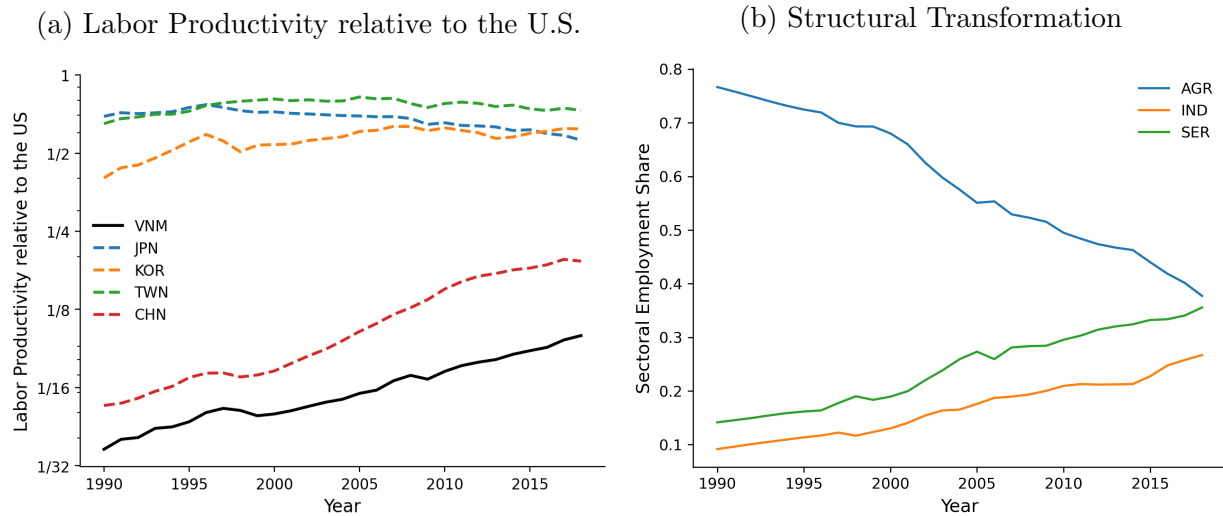 (a) Labor Productivity relative to the U.S.
Labor Productivity relative to the US
1
1/2
1/4
1/8
1/16
1/32
VNM
JPN
KOR
TWN
CHN
1990 1995 2000 2005 2010 2015
Year
(b) Structural Transformation
Sectoral Employment Share
0.8
0.7
0.6
0.5
0.4
0.3
0.2
0.1
AGR
IND
SER
1990 1995 2000 2005 2010 2015
Year